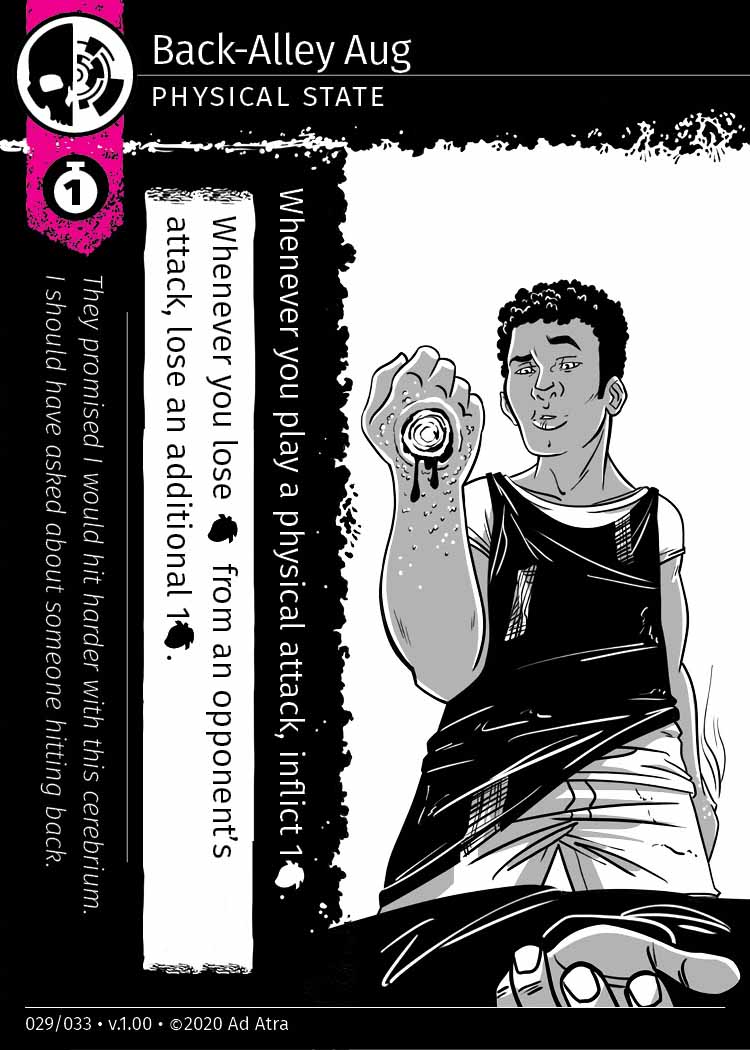 Back-Alley Aug
PHYSICAL STATE
1
Whenever you play a physical attack, inflict 1.
Whenever you lose from an opponent's
attack, lose an additional 1.
They promised I would hit harder with this cerebrium.
I should have asked about someone hitting back.
029/033 • v.1.00 • ©2020 Ad Atra